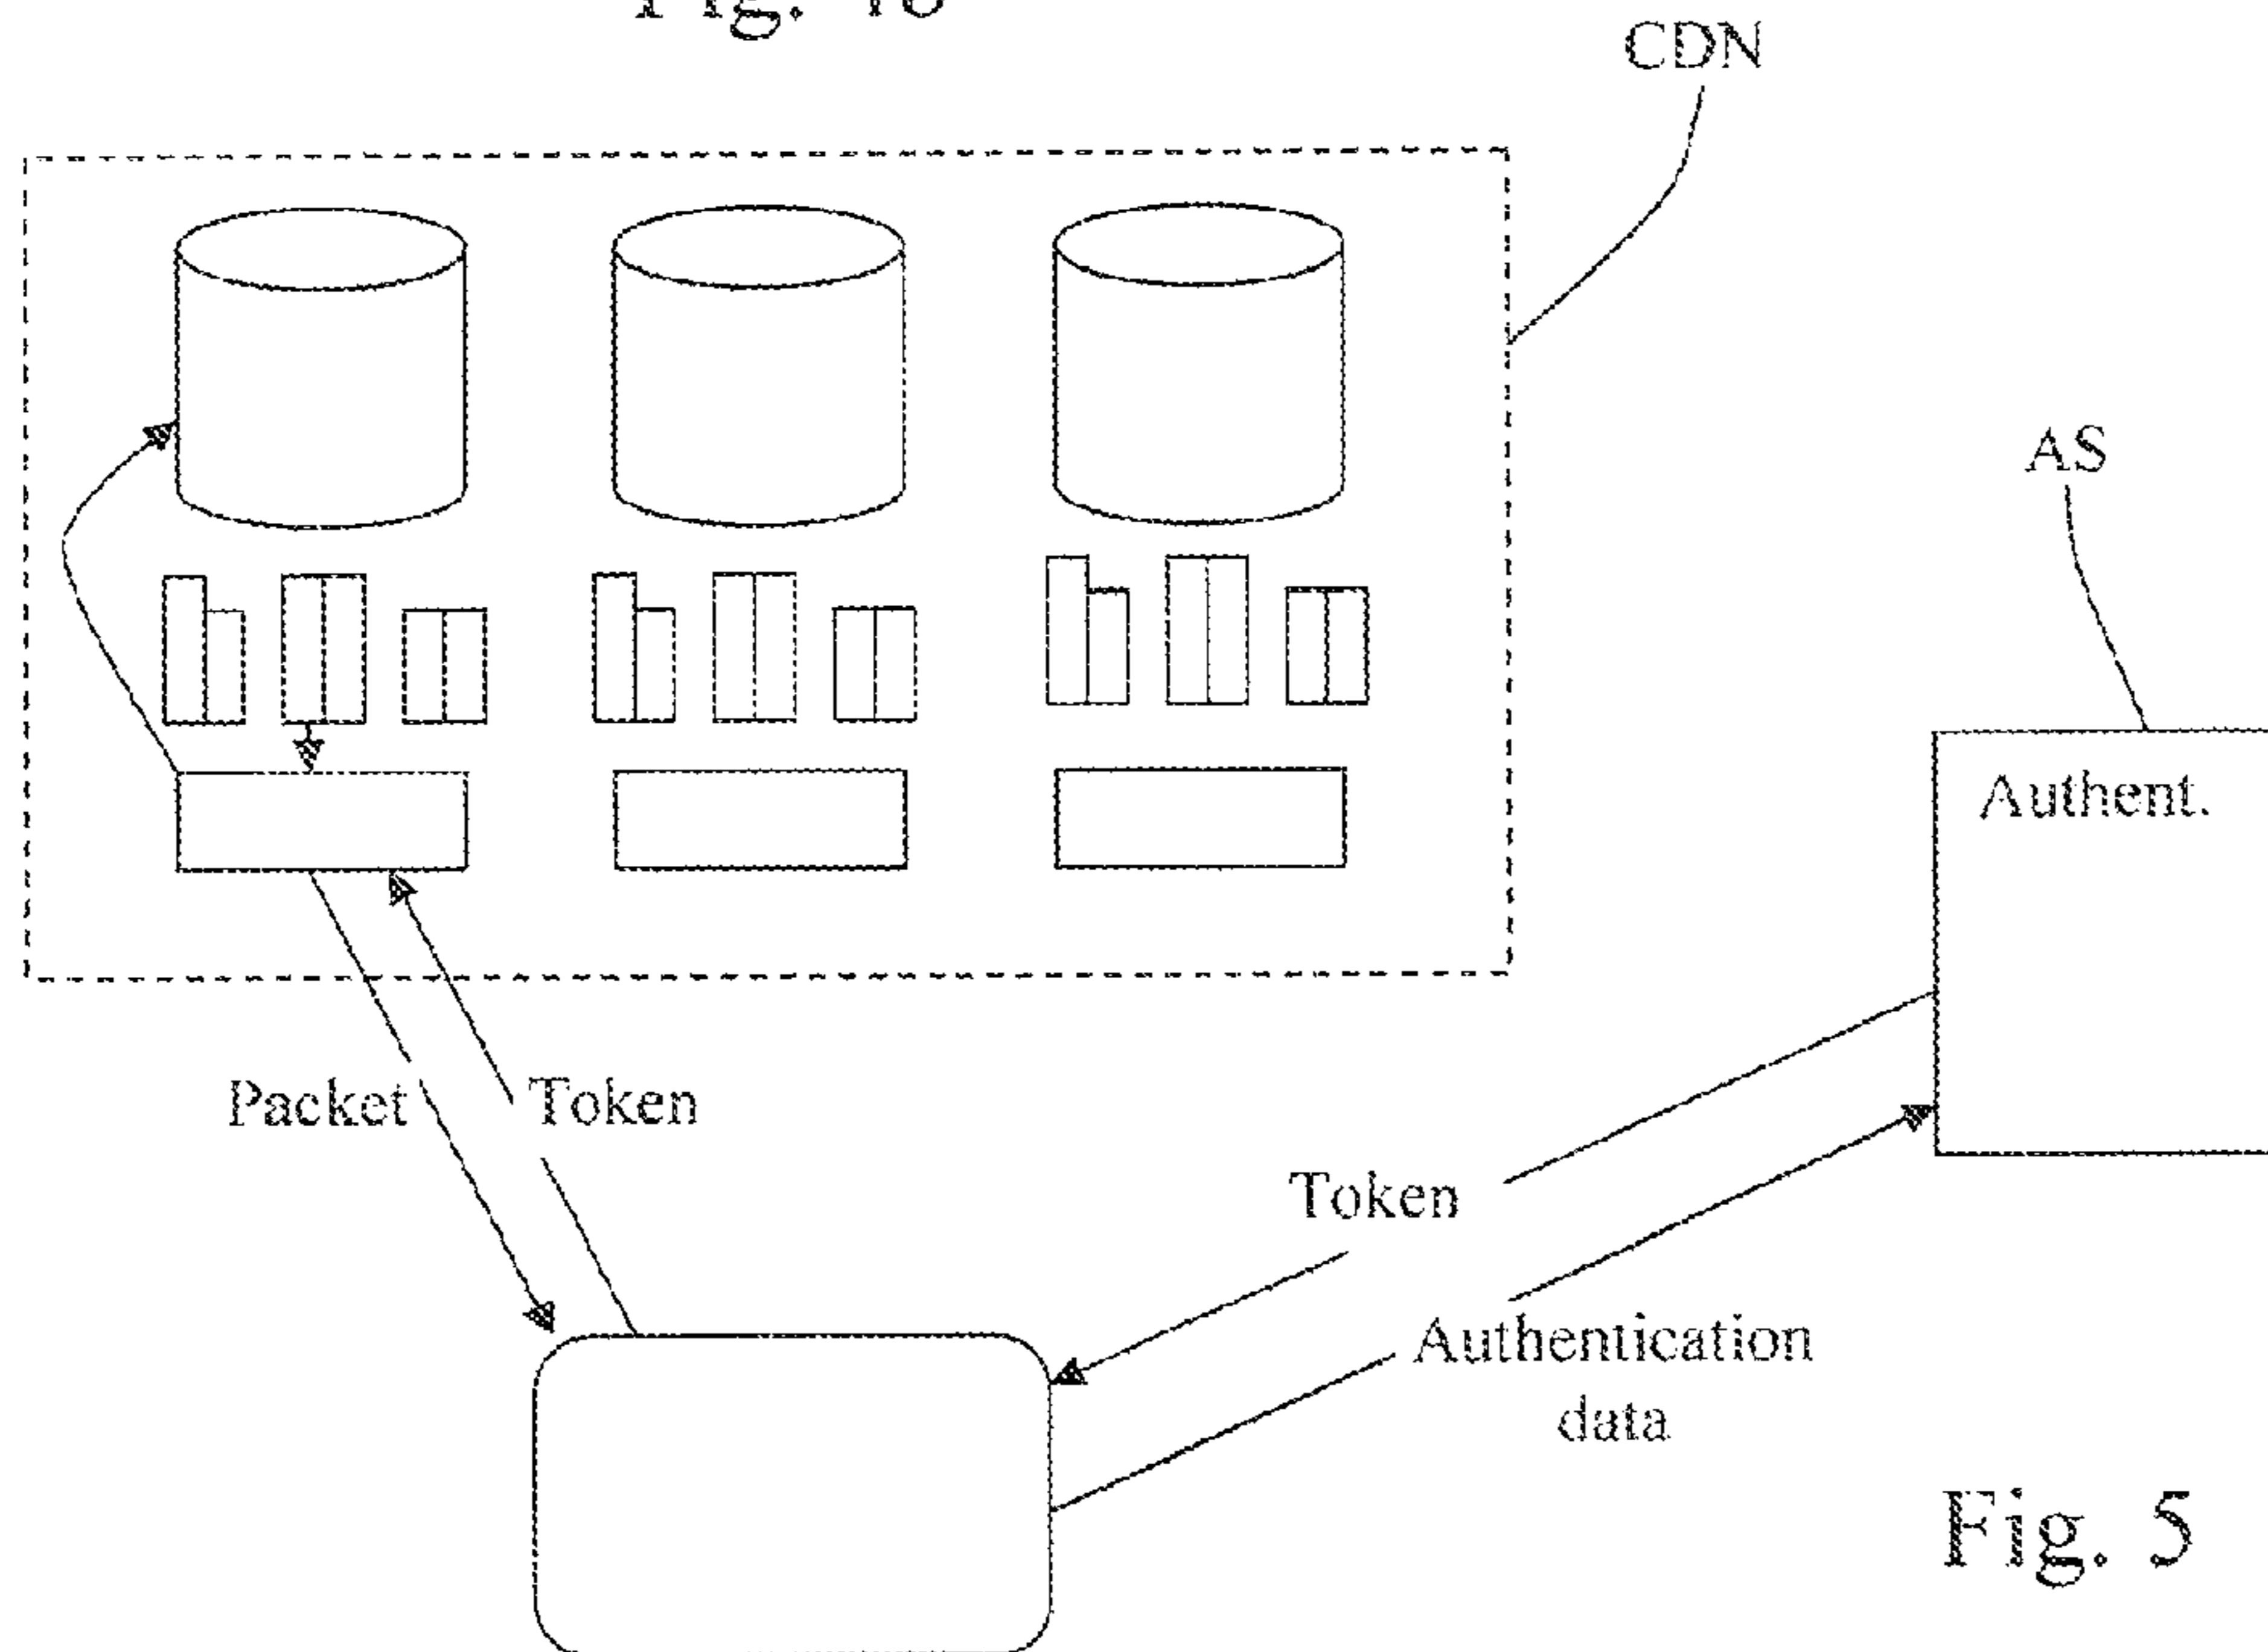 CDN
AS
Authent.
Packet
Token
Token
Authentication
data
Fig. 5